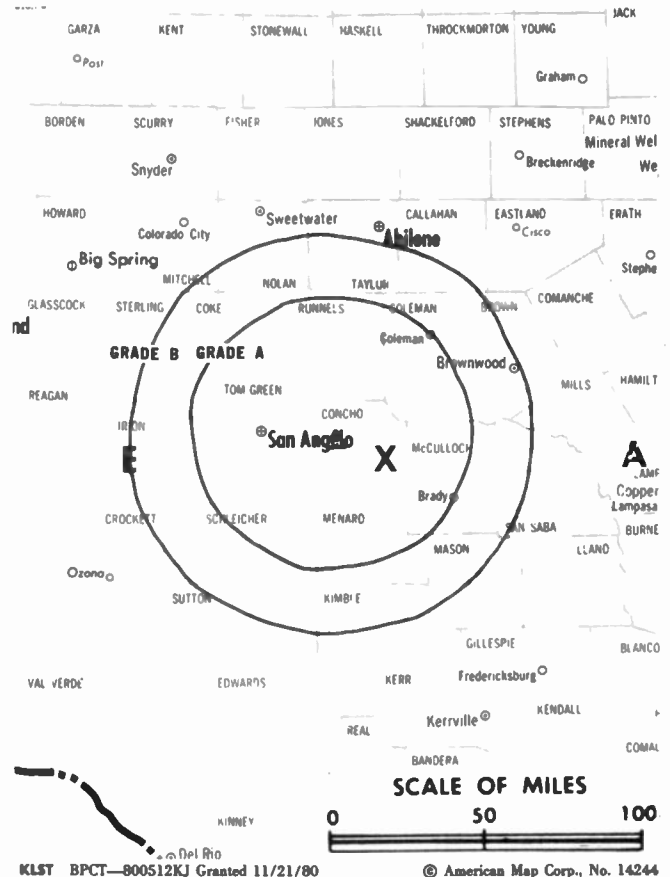 JACK
GARZA KENT STONEWALL HASKELL THROCKMORTON YOUNG
Post
Graham
BORDEN SCURRY FISHER JONES SHACKELFORD STEPHENS PALO PINTO
Mineral Wel
Snyder Breckenridge We
HOWARD CALLAHAN EASTLAND ERATH
Sweetwater
Colorado City Abilene Cisco
Big Spring Stephe
MITCHELL NOLAN TAYLOR
COMANCHE
GLASSCOCK STERLING COKE RUNNELS COLEMAN BROWN
nd
Coleman
GRADE B GRADE A
Brownwood
REAGAN TOM GREEN MILLS HAMILT
CONCHO
IRION
San Angelo
McCULLOCH
E X A
LAMP
Copper
Brady
Lampasa
CROCKETT SCHLEICHER MENARD SAN SABA BURNE
MASON LLANO
Ozona
SUTTON KIMBLE
GILLESPIE BLANCO
VAL VERDE EDWARDS KERR Fredericksburg
Kerrville KENDALL
REAL
COMAL
BANDERA
SCALE OF MILES
0 50 100
KINNEY
Del Rio
KLST BPCT—800512KJ Granted 11/21/80 © American Map Corp., No. 14244